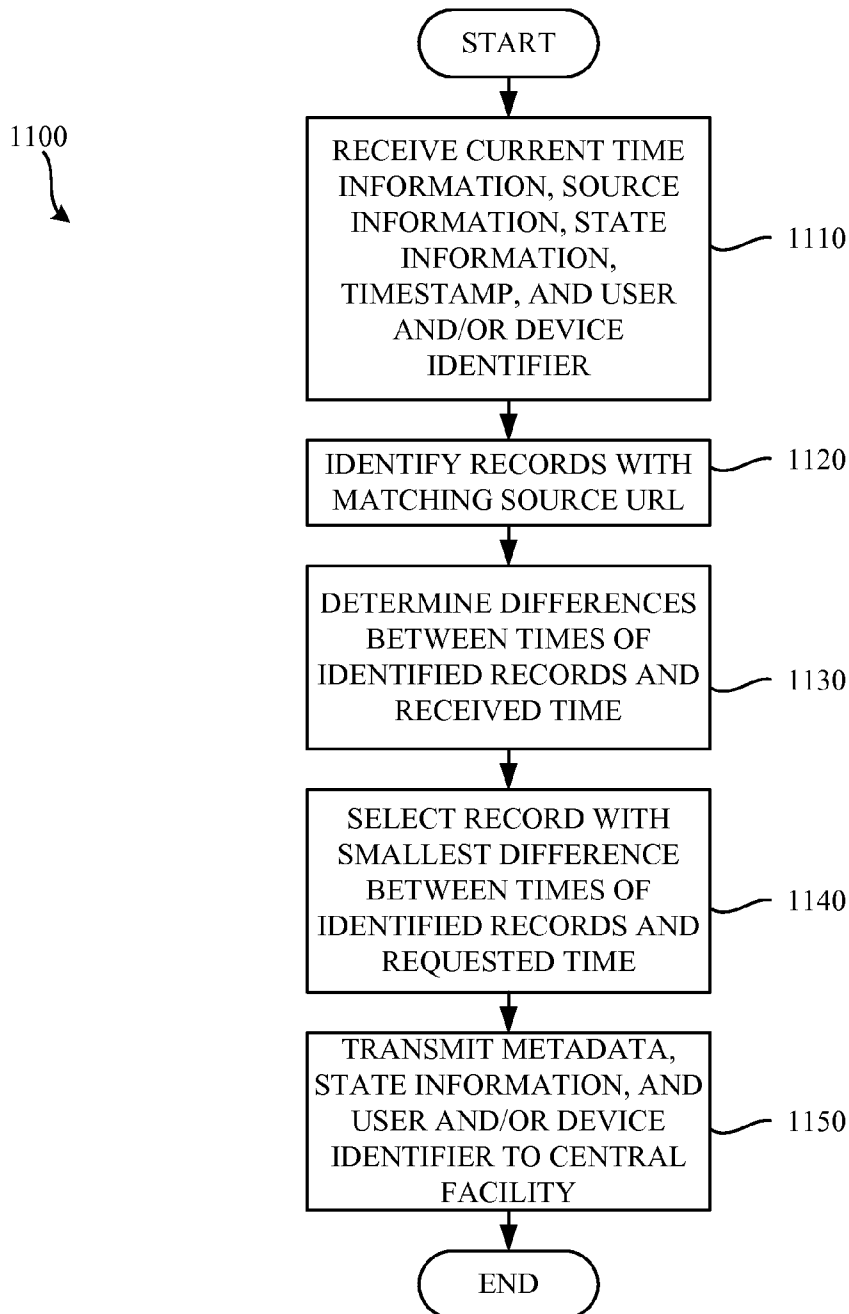 START
1100
RECEIVE CURRENT TIME
INFORMATION, SOURCE
INFORMATION, STATE
INFORMATION,
TIMESTAMP, AND USER
AND/OR DEVICE
IDENTIFIER
1110
IDENTIFY RECORDS WITH
MATCHING SOURCE URL
1120
DETERMINE DIFFERENCES
BETWEEN TIMES OF
IDENTIFIED RECORDS AND
RECEIVED TIME
1130
SELECT RECORD WITH
SMALLEST DIFFERENCE
BETWEEN TIMES OF
IDENTIFIED RECORDS AND
REQUESTED TIME
1140
TRANSMIT METADATA,
STATE INFORMATION, AND
USER AND/OR DEVICE
IDENTIFIER TO CENTRAL
FACILITY
1150
END